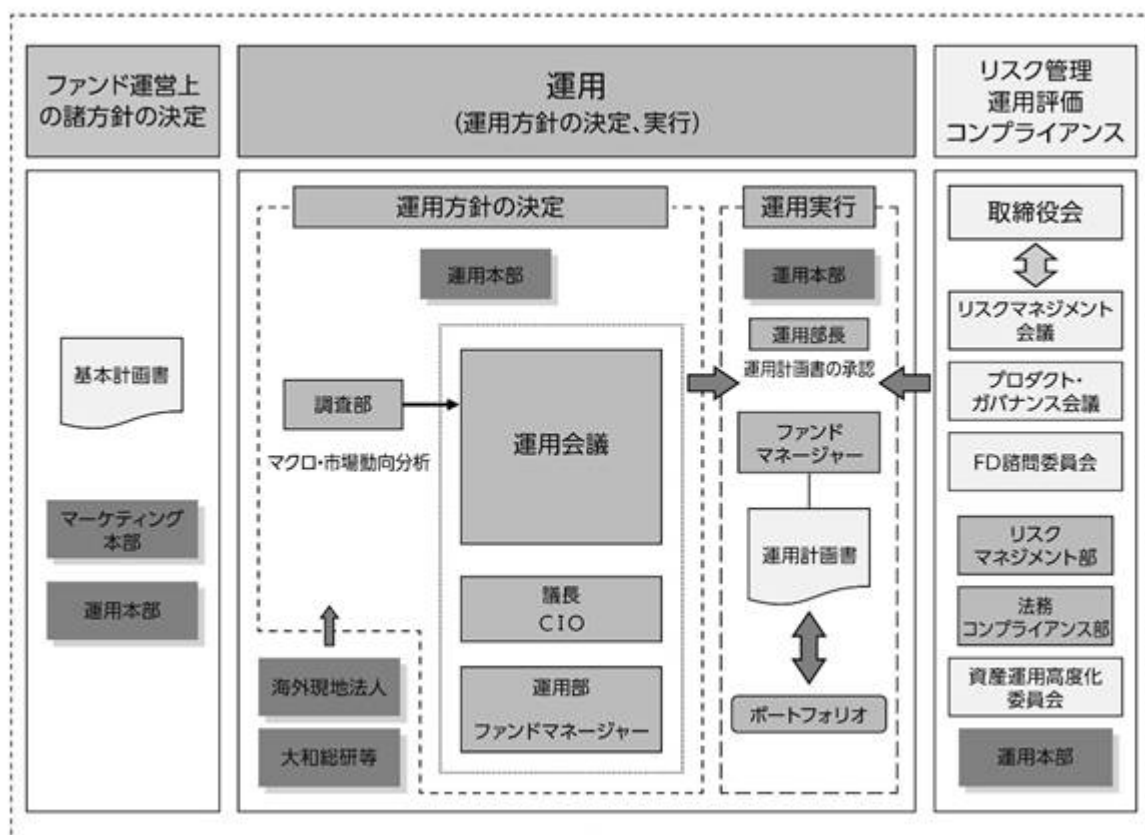 ファンド運営上
の諸方針の決定
運用
(運用方針の決定、実行)
リスク管理
運用評価
コンプライアンス
基本計画書
マーケティング
本部
運用本部
運用方針の決定
運用本部
調査部
マクロ・市場動向分析
運用会議
議長
CIO
運用部
ファンドマネージャー
海外現地法人
大和総研等
運用実行
運用本部
運用部長
運用計画書の承認
ファンド
マネージャー
運用計画書
ポートフォリオ
取締役会
リスクマネジメント
会議
プロダクト・
ガバナンス会議
FD諮問委員会
リスク
マネジメント部
法務
コンプライアンス部
資産運用高度化
委員会
運用本部